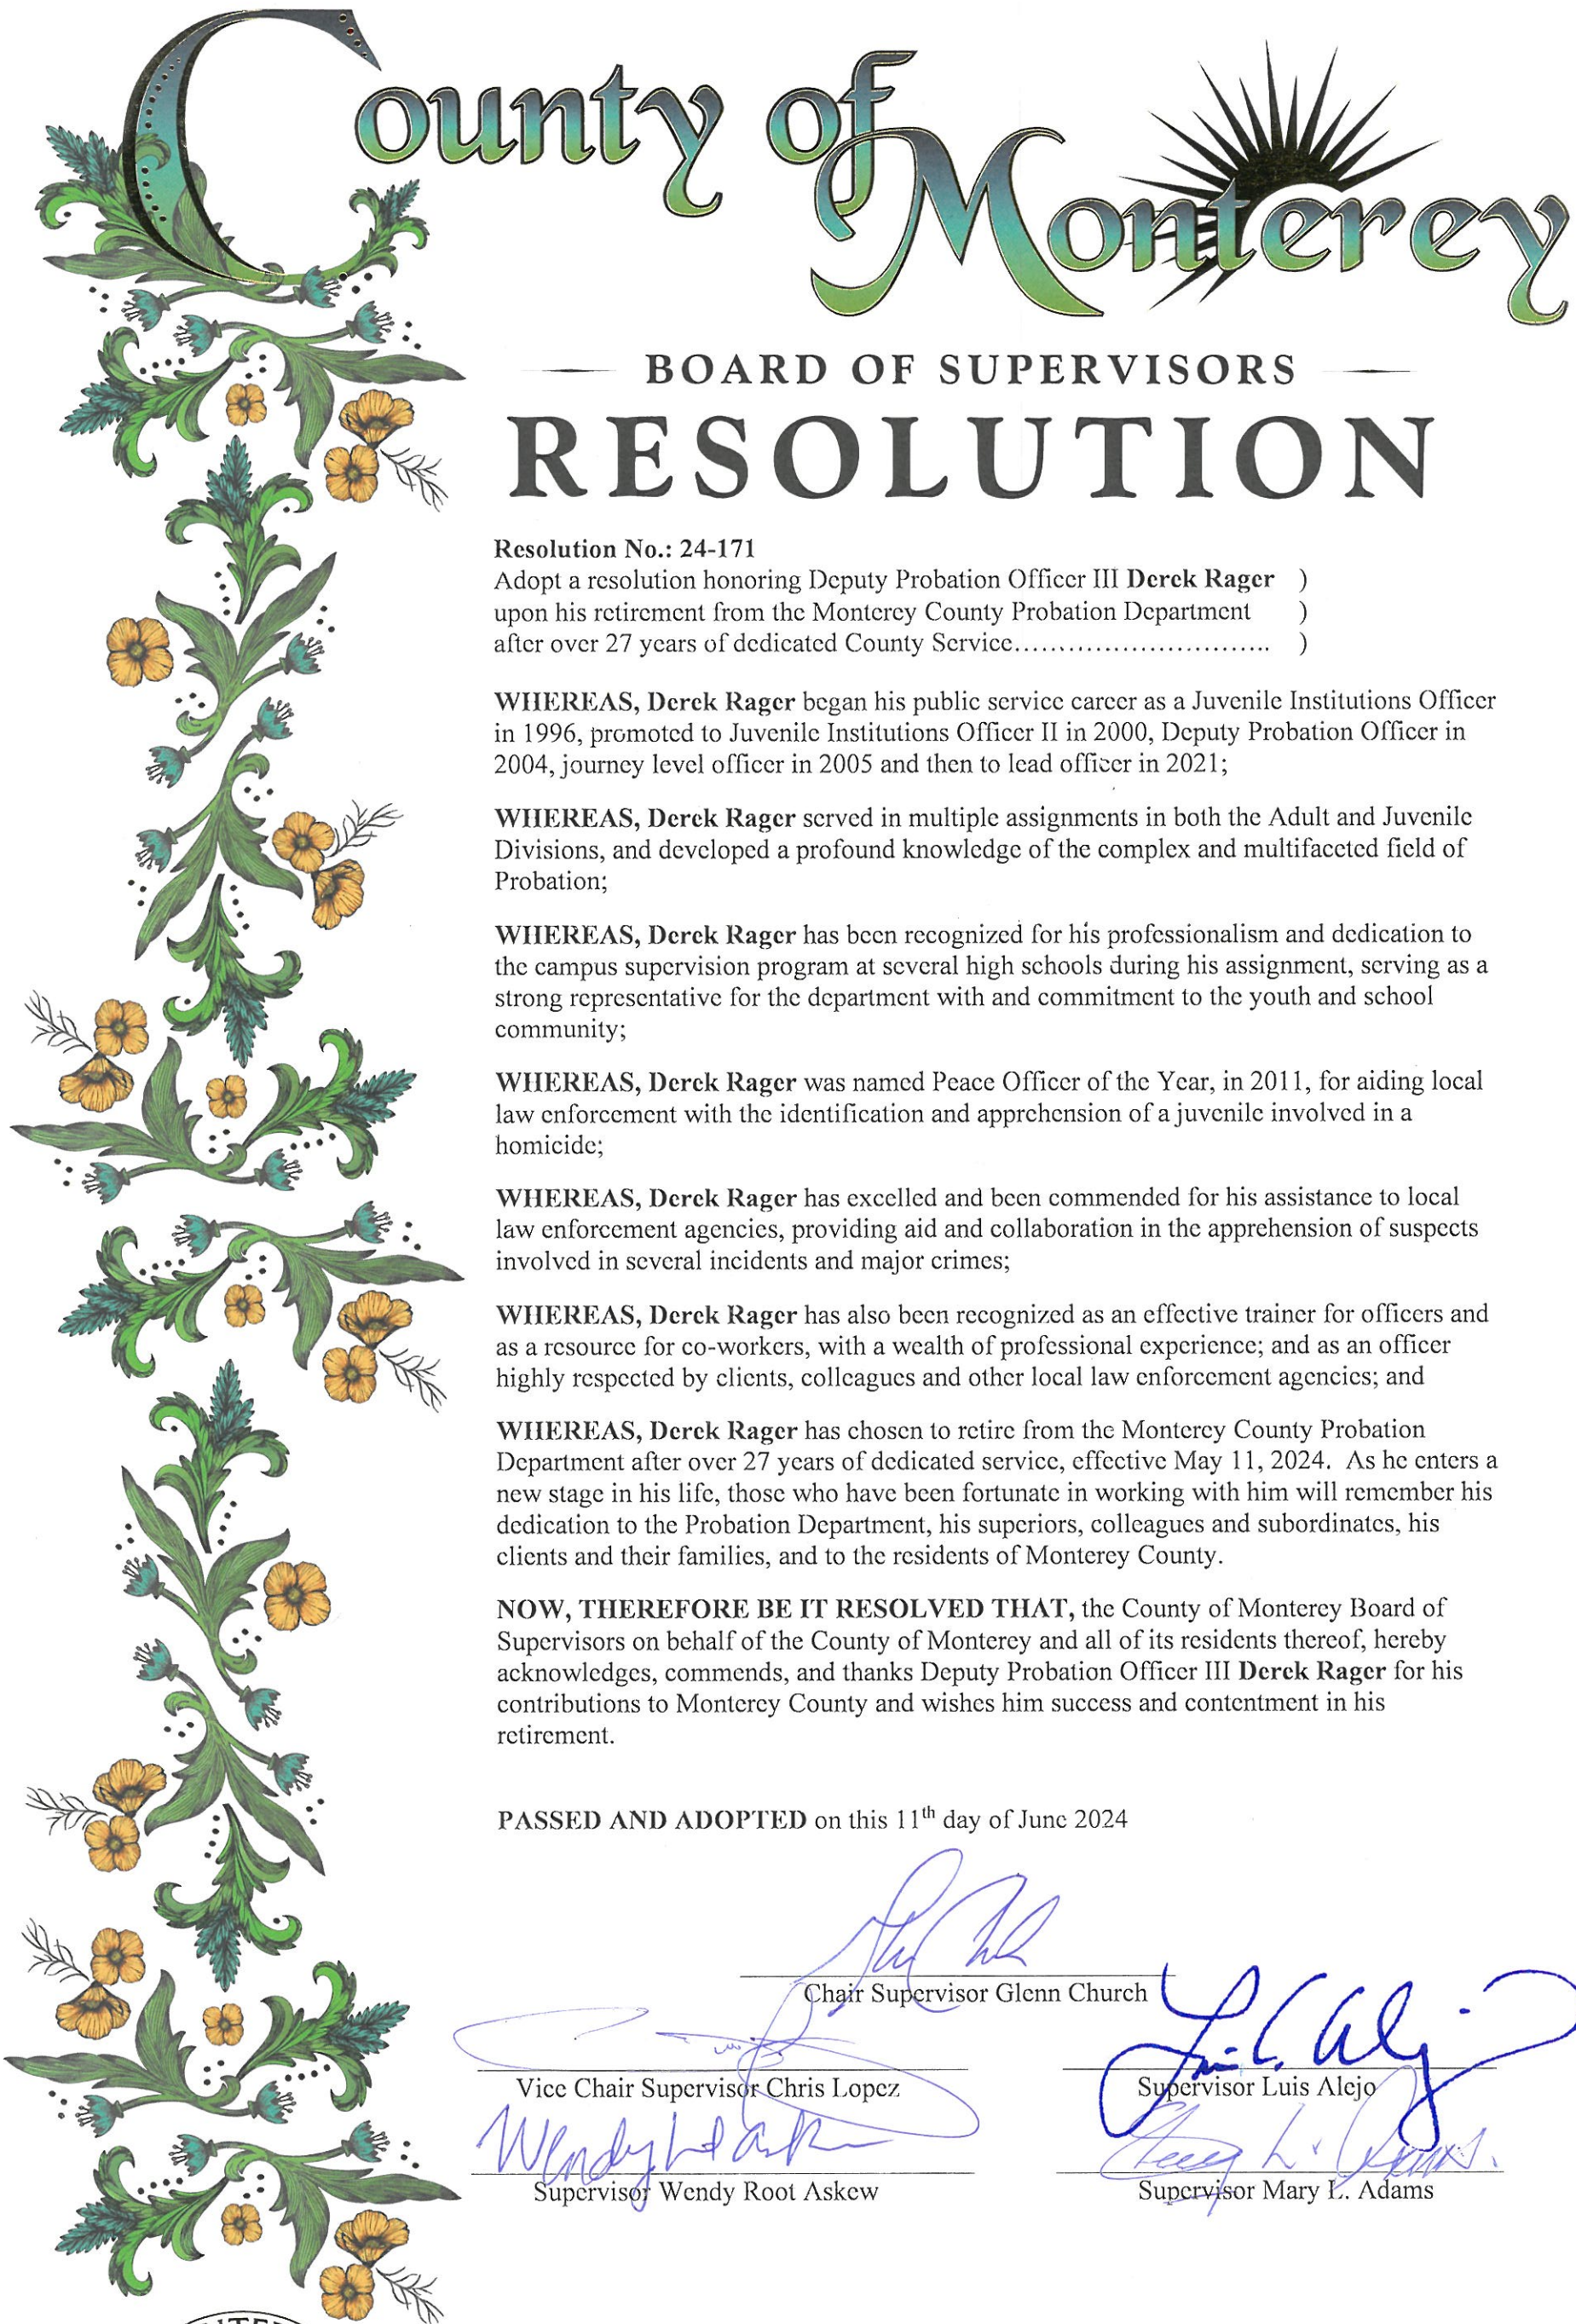 County of
Monterey
BOARD OF SUPERVISORS
RESOLUTION
Resolution No.: 24-171
Adopt a resolution honoring Deputy Probation Officer III Derek Rager )
upon his retirement from the Monterey County Probation Department )
after over 27 years of dedicated County Service………………………… )
WHEREAS, Derek Rager began his public service career as a Juvenile Institutions Officer
in 1996, promoted to Juvenile Institutions Officer II in 2000, Deputy Probation Officer in
2004, journey level officer in 2005 and then to lead officer in 2021;
WHEREAS, Derek Rager served in multiple assignments in both the Adult and Juvenile
Divisions, and developed a profound knowledge of the complex and multifaceted field of
Probation;
WHEREAS, Derek Rager has been recognized for his professionalism and dedication to
the campus supervision program at several high schools during his assignment, serving as a
strong representative for the department with and commitment to the youth and school
community;
WHEREAS, Derek Rager was named Peace Officer of the Year, in 2011, for aiding local
law enforcement with the identification and apprehension of a juvenile involved in a
homicide;
WHEREAS, Derek Rager has excelled and been commended for his assistance to local
law enforcement agencies, providing aid and collaboration in the apprehension of suspects
involved in several incidents and major crimes;
WHEREAS, Derek Rager has also been recognized as an effective trainer for officers and
as a resource for co-workers, with a wealth of professional experience; and as an officer
highly respected by clients, colleagues and other local law enforcement agencies; and
WHEREAS, Derek Rager has chosen to retire from the Monterey County Probation
Department after over 27 years of dedicated service, effective May 11, 2024. As he enters a
new stage in his life, those who have been fortunate in working with him will remember his
dedication to the Probation Department, his superiors, colleagues and subordinates, his
clients and their families, and to the residents of Monterey County.
NOW, THEREFORE BE IT RESOLVED THAT, the County of Monterey Board of
Supervisors on behalf of the County of Monterey and all of its residents thereof, hereby
acknowledges, commends, and thanks Deputy Probation Officer III Derek Rager for his
contributions to Monterey County and wishes him success and contentment in his
retirement.
PASSED AND ADOPTED on this 11th day of June 2024
Chair Supervisor Glenn Church
Vice Chair Supervisor Chris Lopez
Supervisor Luis Alejo
Supervisor Wendy Root Askew
Supervisor Mary L. Adams